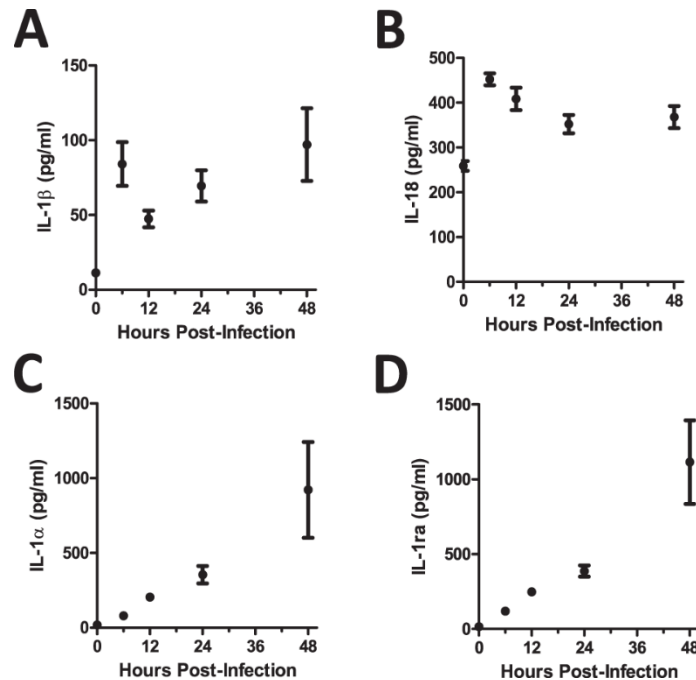 A
150
100
50
0
IL-1β (pg/ml)
0 12 24 36 48
Hours Post-Infection
B
500
400
300
200
100
0
IL-18 (pg/ml)
0 12 24 36 48
Hours Post-Infection
C
1500
1000
500
0
IL-1α (pg/ml)
0 12 24 36 48
Hours Post-Infection
D
1500
1000
500
0
IL-1ra (pg/ml)
0 12 24 36 48
Hours Post-Infection